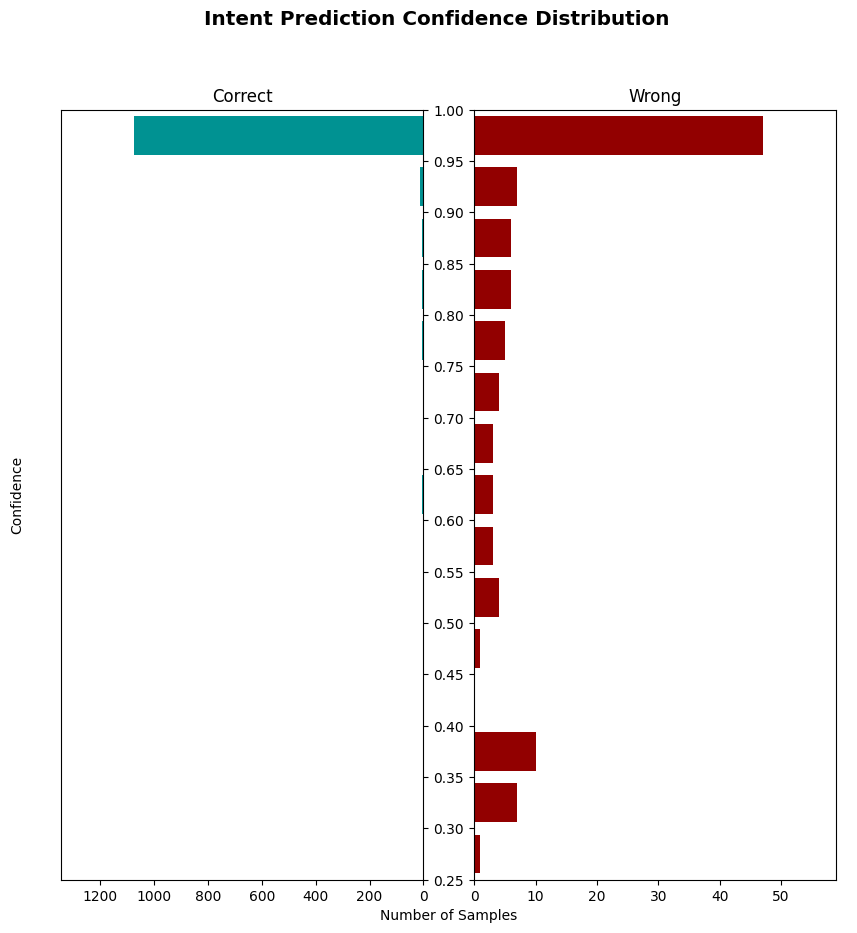 Intent Prediction Confidence Distribution
Correct
Wrong
1.00
0.95
0.90
0.85
0.80
0.75
0.70
0.65
0.60
0.55
0.50
0.45
0.40
0.35
0.30
0.25
Confidence
1200 1000 800 600 400 200 0
0 10 20 30 40 50
Number of Samples